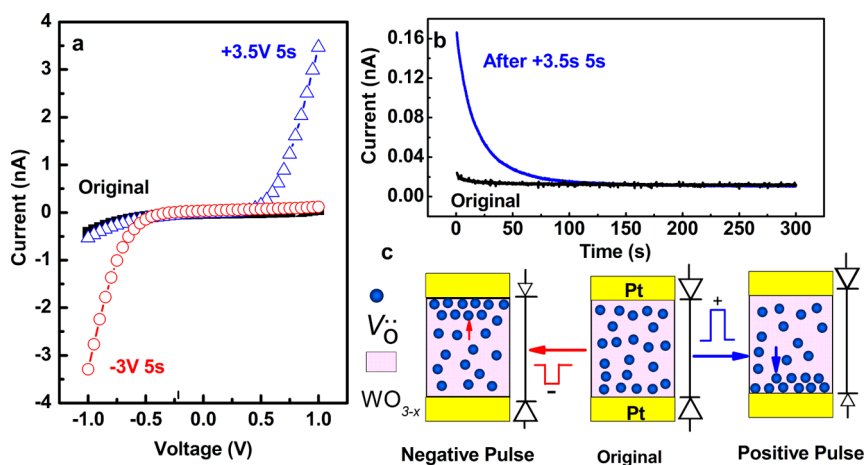 a
+3.5V 5s
Original
-3V 5s
4
3
2
1
0
-1
-2
-3
-4
Current (nA)
-1.0 -0.5 0.0 0.5 1.0
Voltage (V)
b
After +3.5s 5s
Original
0.16
0.12
0.08
0.04
0.00
Current (nA)
0 50 100 150 200 250 300
Time (s)
c
V̈O
WO3-x
Pt
Pt
+
-
Negative Pulse
Original
Positive Pulse